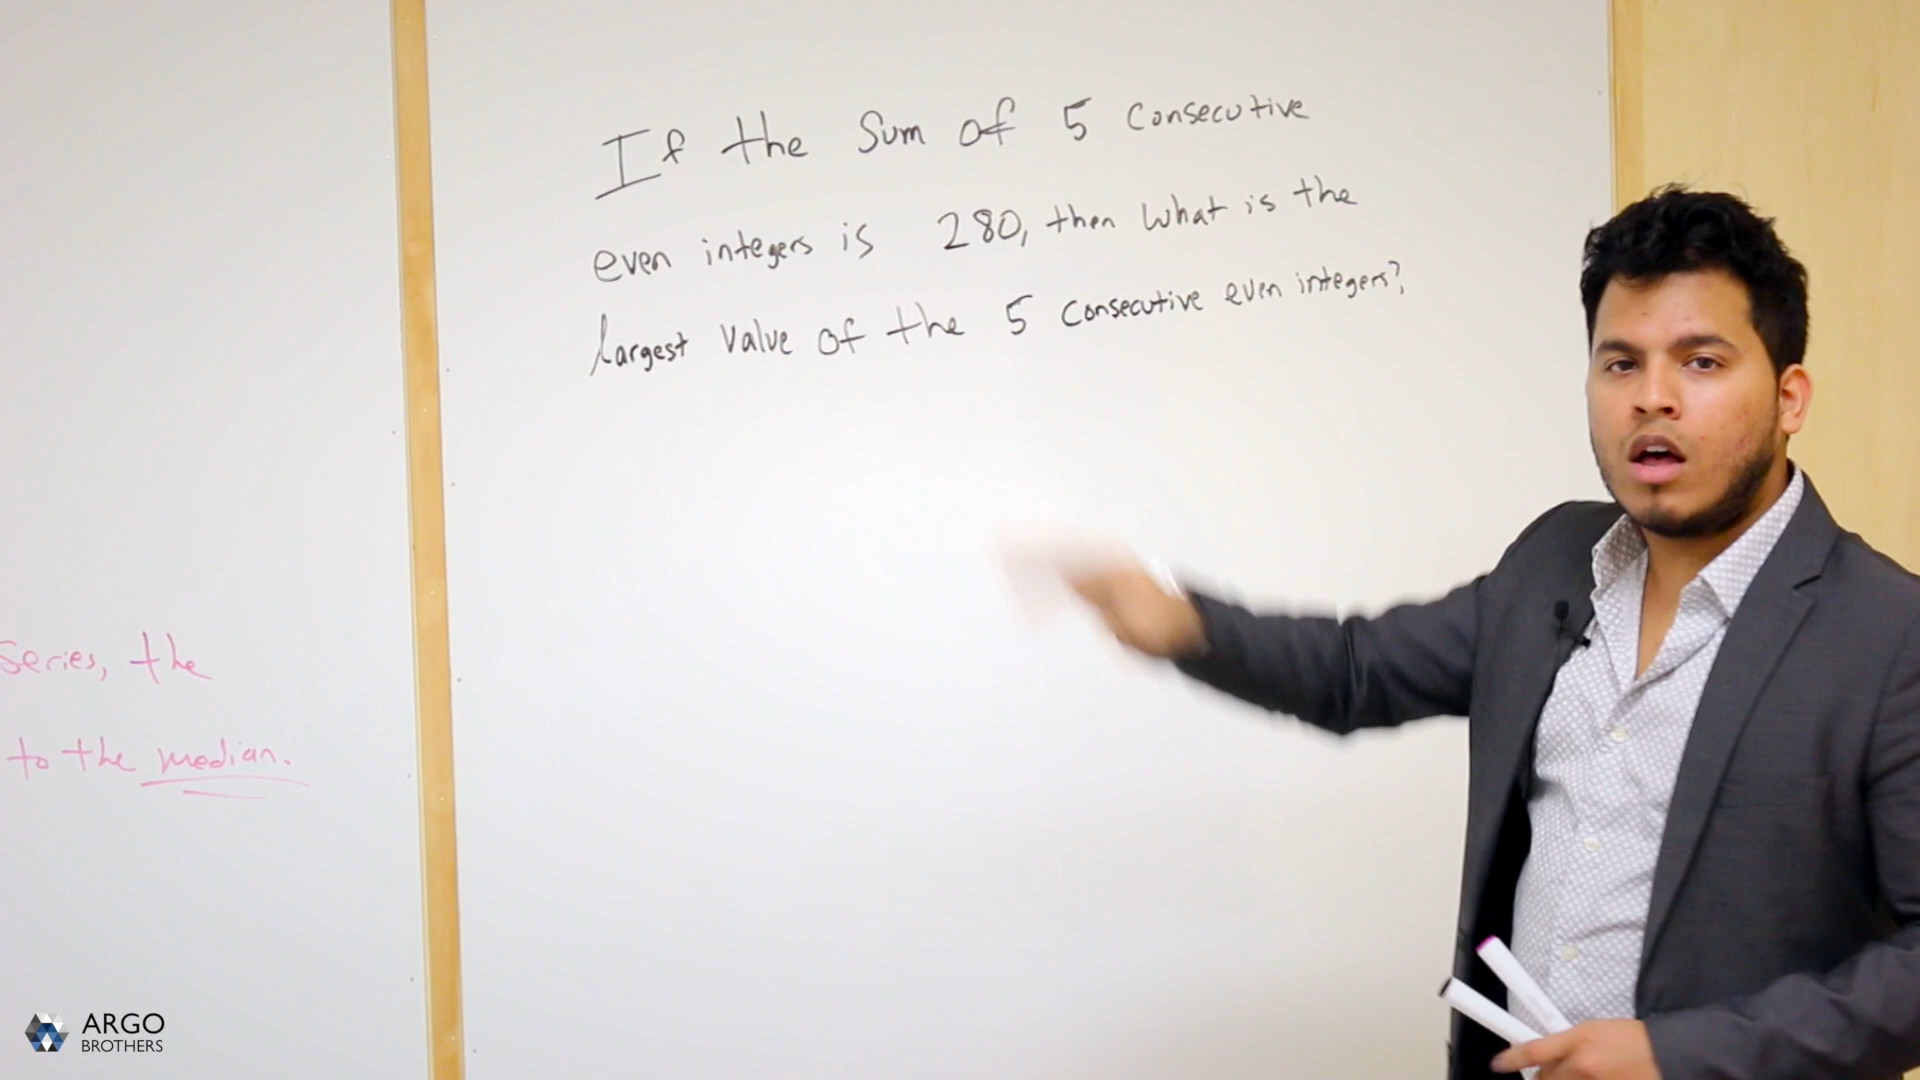 If the Sum of 5 Consecutive
even integers is 280, then what is the
largest value of the 5 consecutive even integers?
Series, the
to the median.
ARGO
BROTHERS